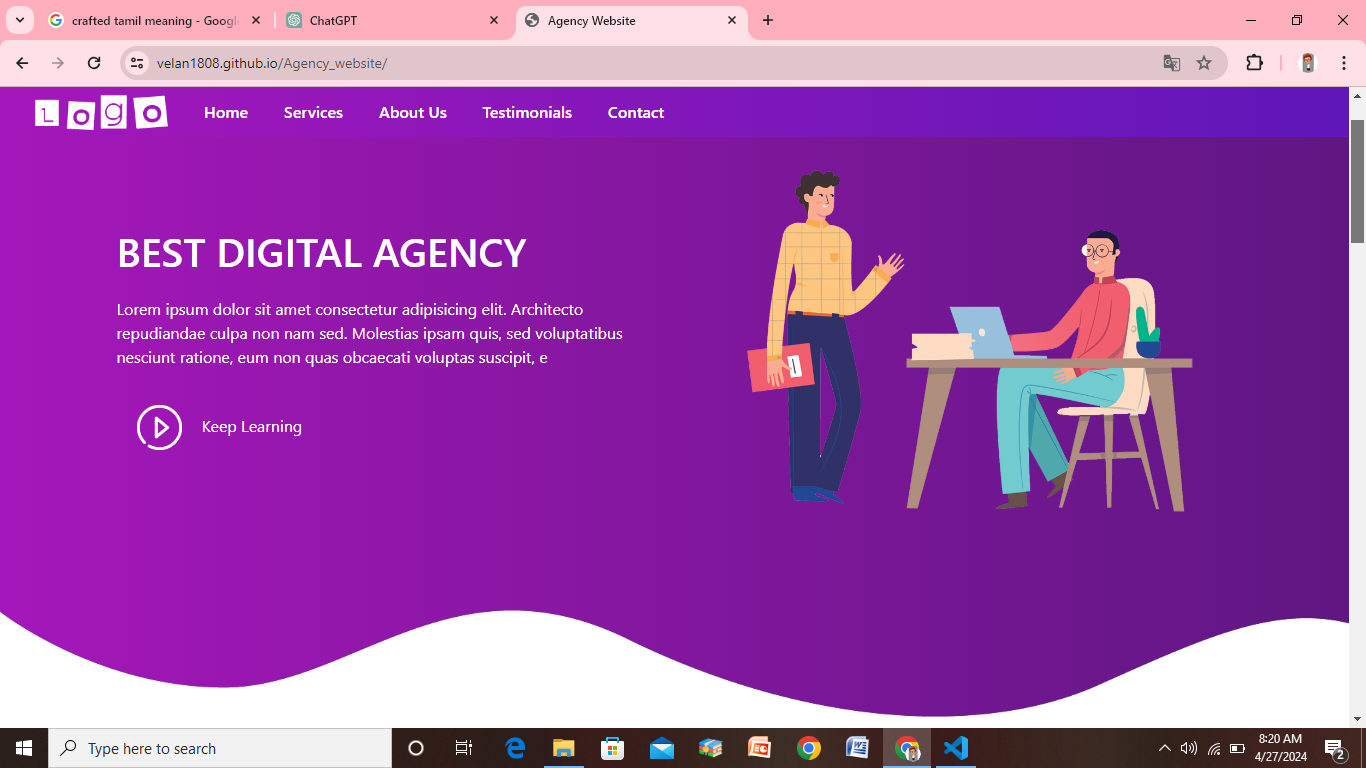 crafted tamil meaning - Googl
ChatGPT
Agency Website
velan1808.github.io/Agency_website/
Logo
Home
Services
About Us
Testimonials
Contact
BEST DIGITAL AGENCY
Lorem ipsum dolor sit amet consectetur adipisicing elit. Architecto
repudiandae culpa non nam sed. Molestias ipsam quis, sed voluptatibus
nesciunt ratione, eum non quas obcaecati voluptas suscipit, e
Keep Learning
Type here to search
8:20 AM
4/27/2024
2